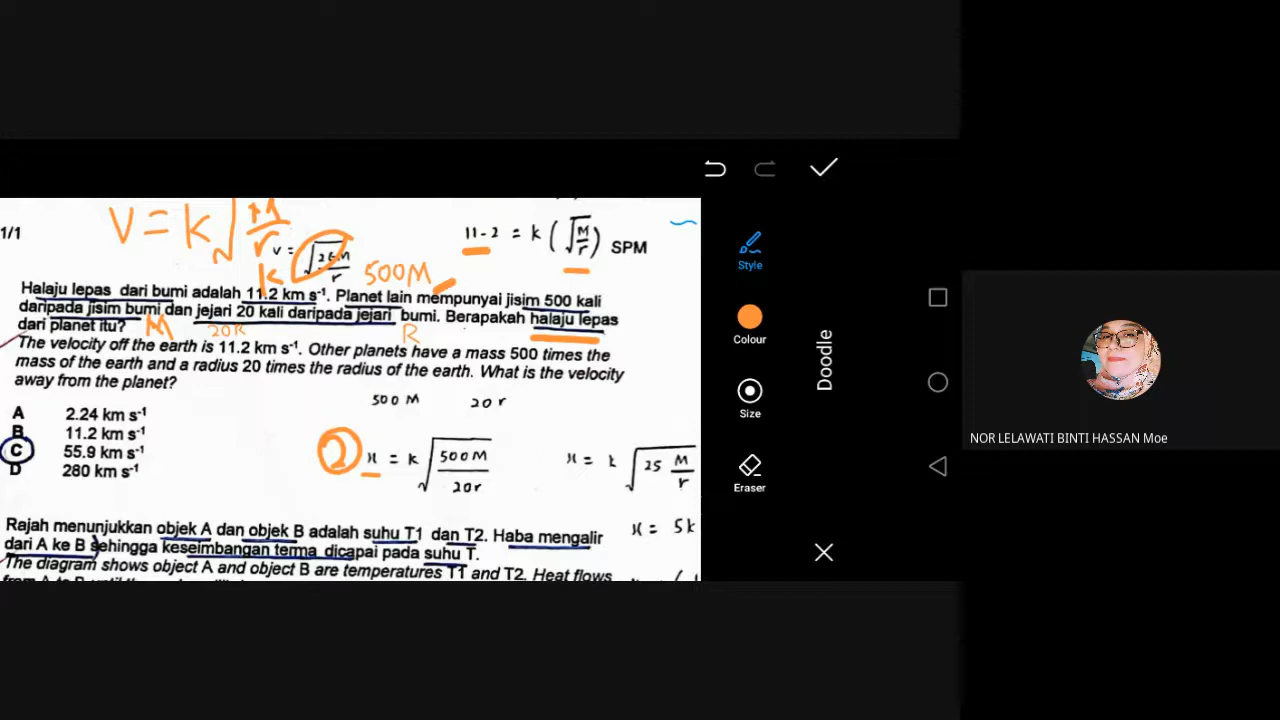 V = k√M/r
1/1
v = √2GM/r
k
500M
11-2 = k (√M/r)
SPM
Halaju lepas dari bumi adalah 11.2 km s⁻¹. Planet lain mempunyai jisim 500 kali
daripada jisim bumi dan jejari 20 kali daripada jejari bumi. Berapakah halaju lepas
dari planet itu?
M
20R
R
The velocity off the earth is 11.2 km s⁻¹. Other planets have a mass 500 times the
mass of the earth and a radius 20 times the radius of the earth. What is the velocity
away from the planet?
500 M 20 r
A 2.24 km s⁻¹
B 11.2 km s⁻¹
C 55.9 km s⁻¹
D 280 km s⁻¹
2
x = k √500M/20r
x = k √25 M/r
x = 5k
Rajah menunjukkan objek A dan objek B adalah suhu T1 dan T2. Haba mengalir
dari A ke B sehingga keseimbangan terma dicapai pada suhu T.
The diagram shows object A and object B are temperatures T1 and T2. Heat flows
Style
Colour
Size
Eraser
Doodle
NOR LELAWATI BINTI HASSAN Moe